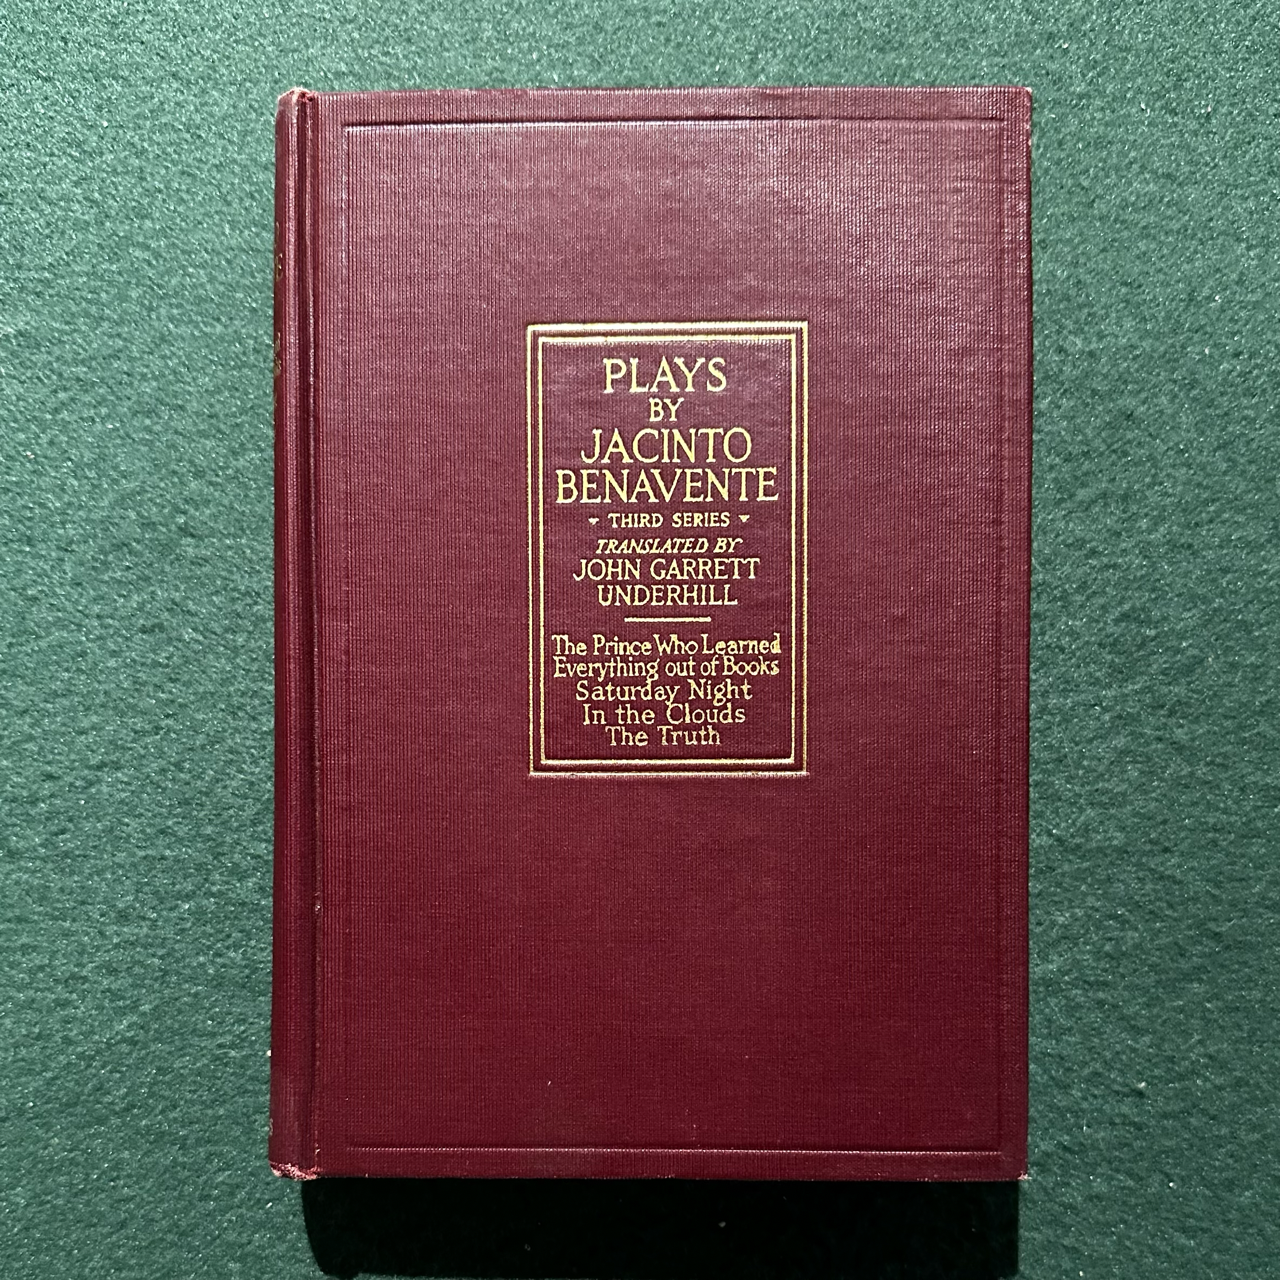 PLAYS
BY
JACINTO
BENAVENTE
THIRD SERIES
TRANSLATED BY
JOHN GARRETT
UNDERHILL
The Prince Who Learned
Everything out of Books
Saturday Night
In the Clouds
The Truth